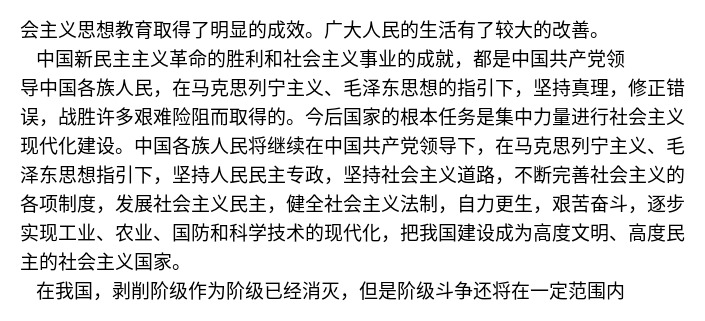 会主义思想教育取得了明显的成效。广大人民的生活有了较大的改善。
中国新民主主义革命的胜利和社会主义事业的成就，都是中国共产党领
导中国各族人民，在马克思列宁主义、毛泽东思想的指引下，坚持真理，修正错
误，战胜许多艰难险阻而取得的。今后国家的根本任务是集中力量进行社会主义
现代化建设。中国各族人民将继续在中国共产党领导下，在马克思列宁主义、毛
泽东思想指引下，坚持人民民主专政，坚持社会主义道路，不断完善社会主义的
各项制度，发展社会主义民主，健全社会主义法制，自力更生，艰苦奋斗，逐步
实现工业、农业、国防和科学技术的现代化，把我国建设成为高度文明、高度民
主的社会主义国家。
在我国，剥削阶级作为阶级已经消灭，但是阶级斗争还将在一定范围内